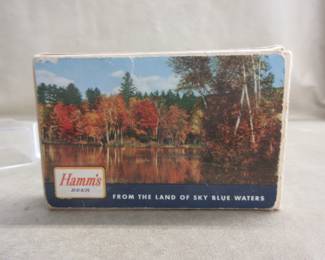 Hamm's
BEER
FROM THE LAND OF SKY BLUE WATERS